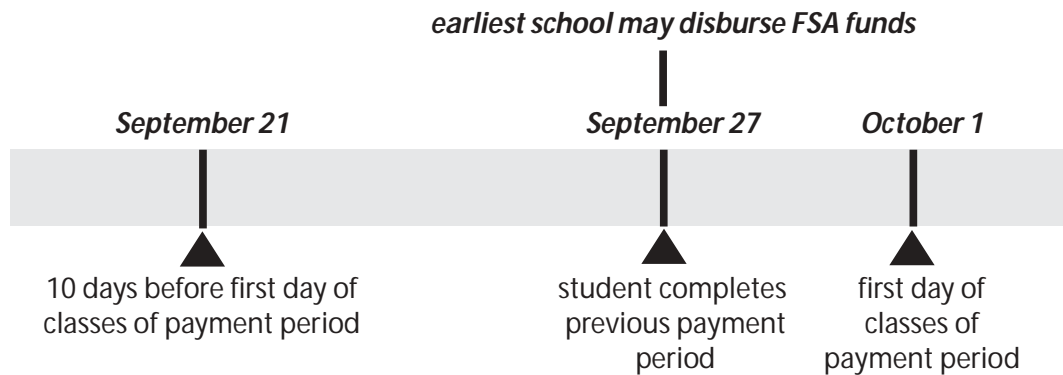 earliest school may disburse FSA funds
September 21
September 27
October 1
10 days before first day of
classes of payment period
student completes
previous payment
period
first day of
classes of
payment period